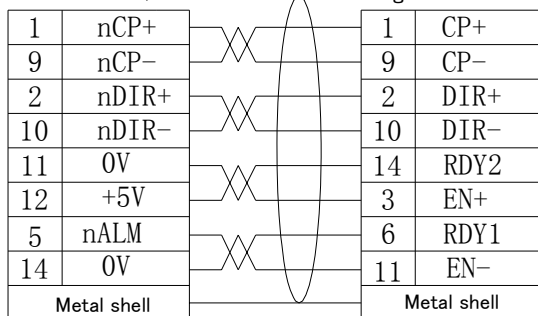 1 nCP+ 1 CP+
9 nCP- 9 CP-
2 nDIR+ 2 DIR+
10 nDIR- 10 DIR-
11 0V 14 RDY2
12 +5V 3 EN+
5 nALM 6 RDY1
14 0V 11 EN-
Metal shell Metal shell